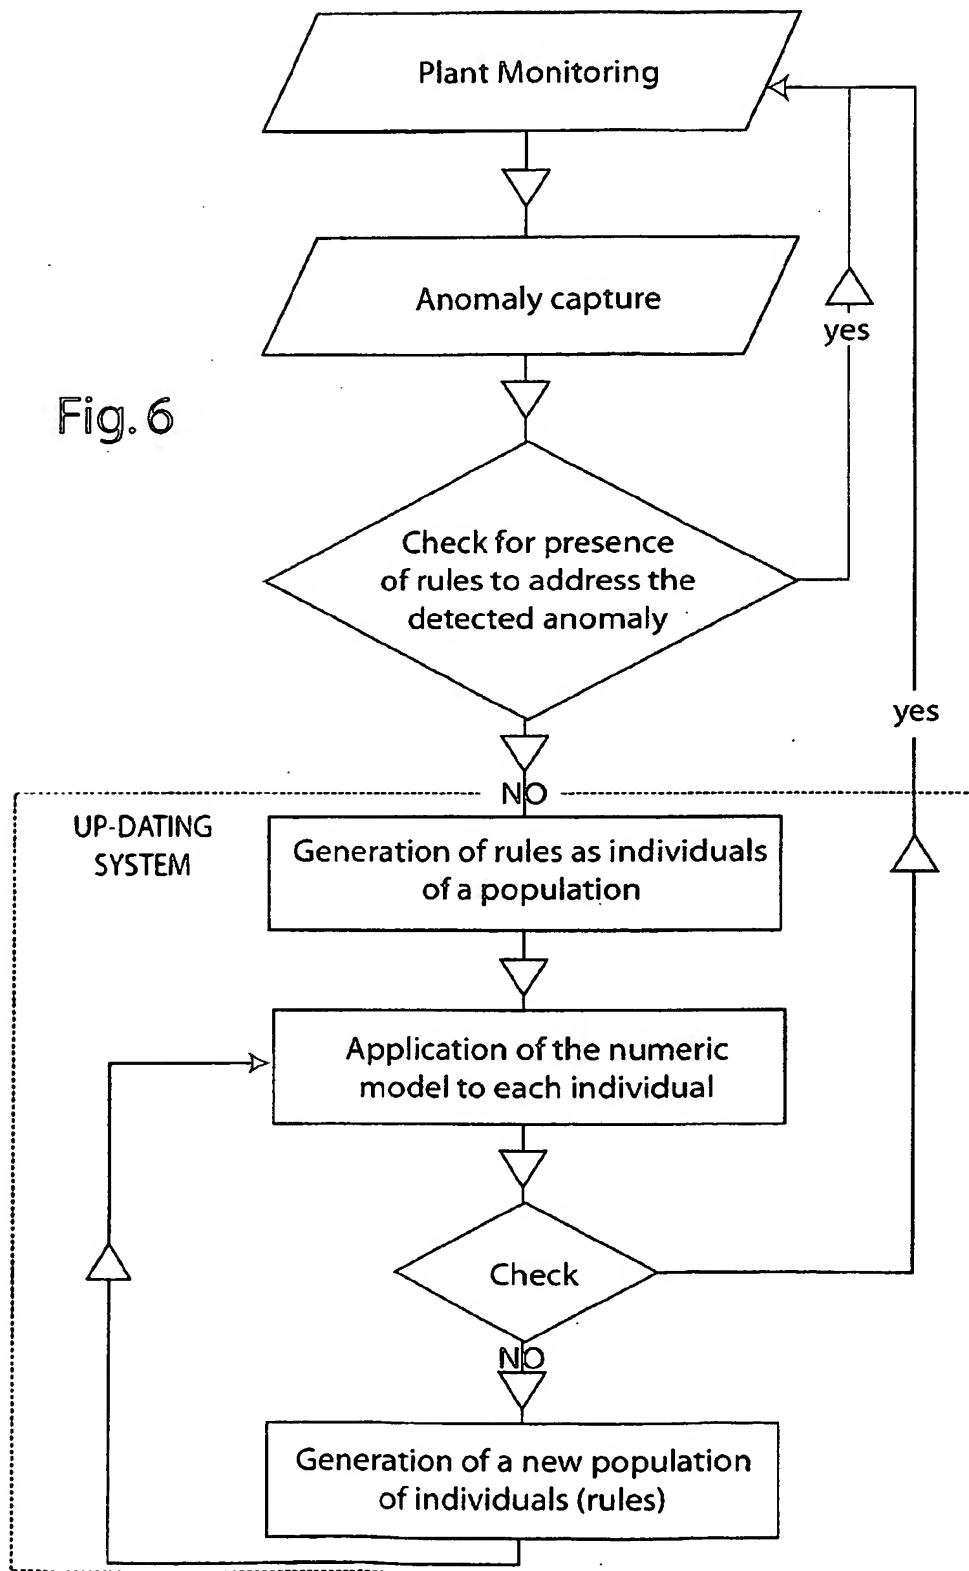 Plant Monitoring
Anomaly capture
yes
Fig. 6
Check for presence
of rules to address the
detected anomaly
yes
NO
UP-DATING
SYSTEM
Generation of rules as individuals
of a population
Application of the numeric
model to each individual
Check
NO
Generation of a new population
of individuals (rules)